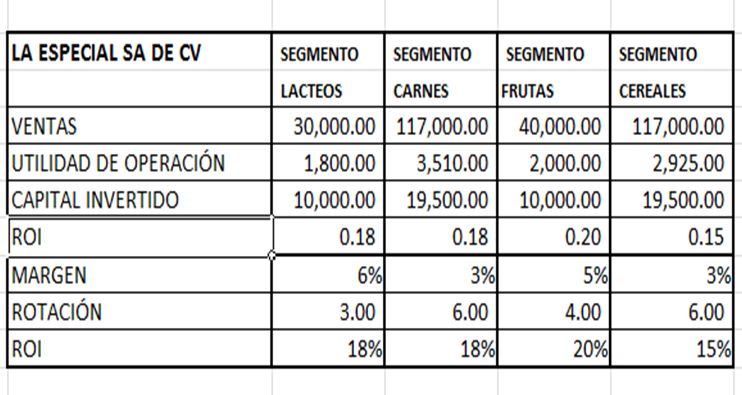 LA ESPECIAL SA DE CV SEGMENTO SEGMENTO SEGMENTO SEGMENTO
LACTEOS CARNES FRUTAS CEREALES
VENTAS 30,000.00 117,000.00 40,000.00 117,000.00
UTILIDAD DE OPERACIÓN 1,800.00 3,510.00 2,000.00 2,925.00
CAPITAL INVERTIDO 10,000.00 19,500.00 10,000.00 19,500.00
ROI 0.18 0.18 0.20 0.15
MARGEN 6% 3% 5% 3%
ROTACIÓN 3.00 6.00 4.00 6.00
ROI 18% 18% 20% 15%